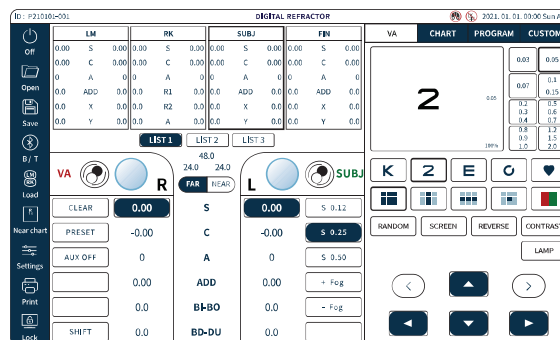 ID : P210101-001 DIGITAL REFRACTOR 2021. 01. 01. 00:00 Sun A
Off
Open
Save
B / T
LM
RK
Load
Near chart
Settings
Print
Lock
LM RK SUBJ FIN
0.00 S 0.00 0.00 S 0.00 0.00 S 0.00 0.00 S 0.00
0.00 C 0.00 0.00 C 0.00 0.00 C 0.00 0.00 C 0.00
0 A 0 0 A 0 0 A 0 0 A 0
0.0 ADD 0.0 0.0 R1 0.0 0.0 ADD 0.0 0.0 ADD 0.0
0.0 X 0.0 0.0 R2 0.0 0.0 X 0.0 0.0 X 0.0
0.0 Y 0.0 0.0 A 0.0 0.0 Y 0.0 0.0 Y 0.0
LIST 1 LIST 2 LIST 3
48.0
24.0 24.0
VA R FAR NEAR L SUBJ
CLEAR 0.00 S 0.00 S 0.12
PRESET -0.00 C -0.00 S 0.25
AUX OFF 0 A 0 S 0.50
0.00 ADD 0.00 + Fog
0.0 BI-BO 0.0 - Fog
SHIFT 0.0 BD-DU 0.0
VA CHART PROGRAM CUSTOM
2
0.05
100%
0.03 0.05
0.07 0.1
0.15
0.2 0.5
0.3 0.6
0.4 0.7
0.8 1.2
0.9 1.5
1.0 2.0
K 2 E C
RANDOM SCREEN REVERSE CONTRAS
LAMP